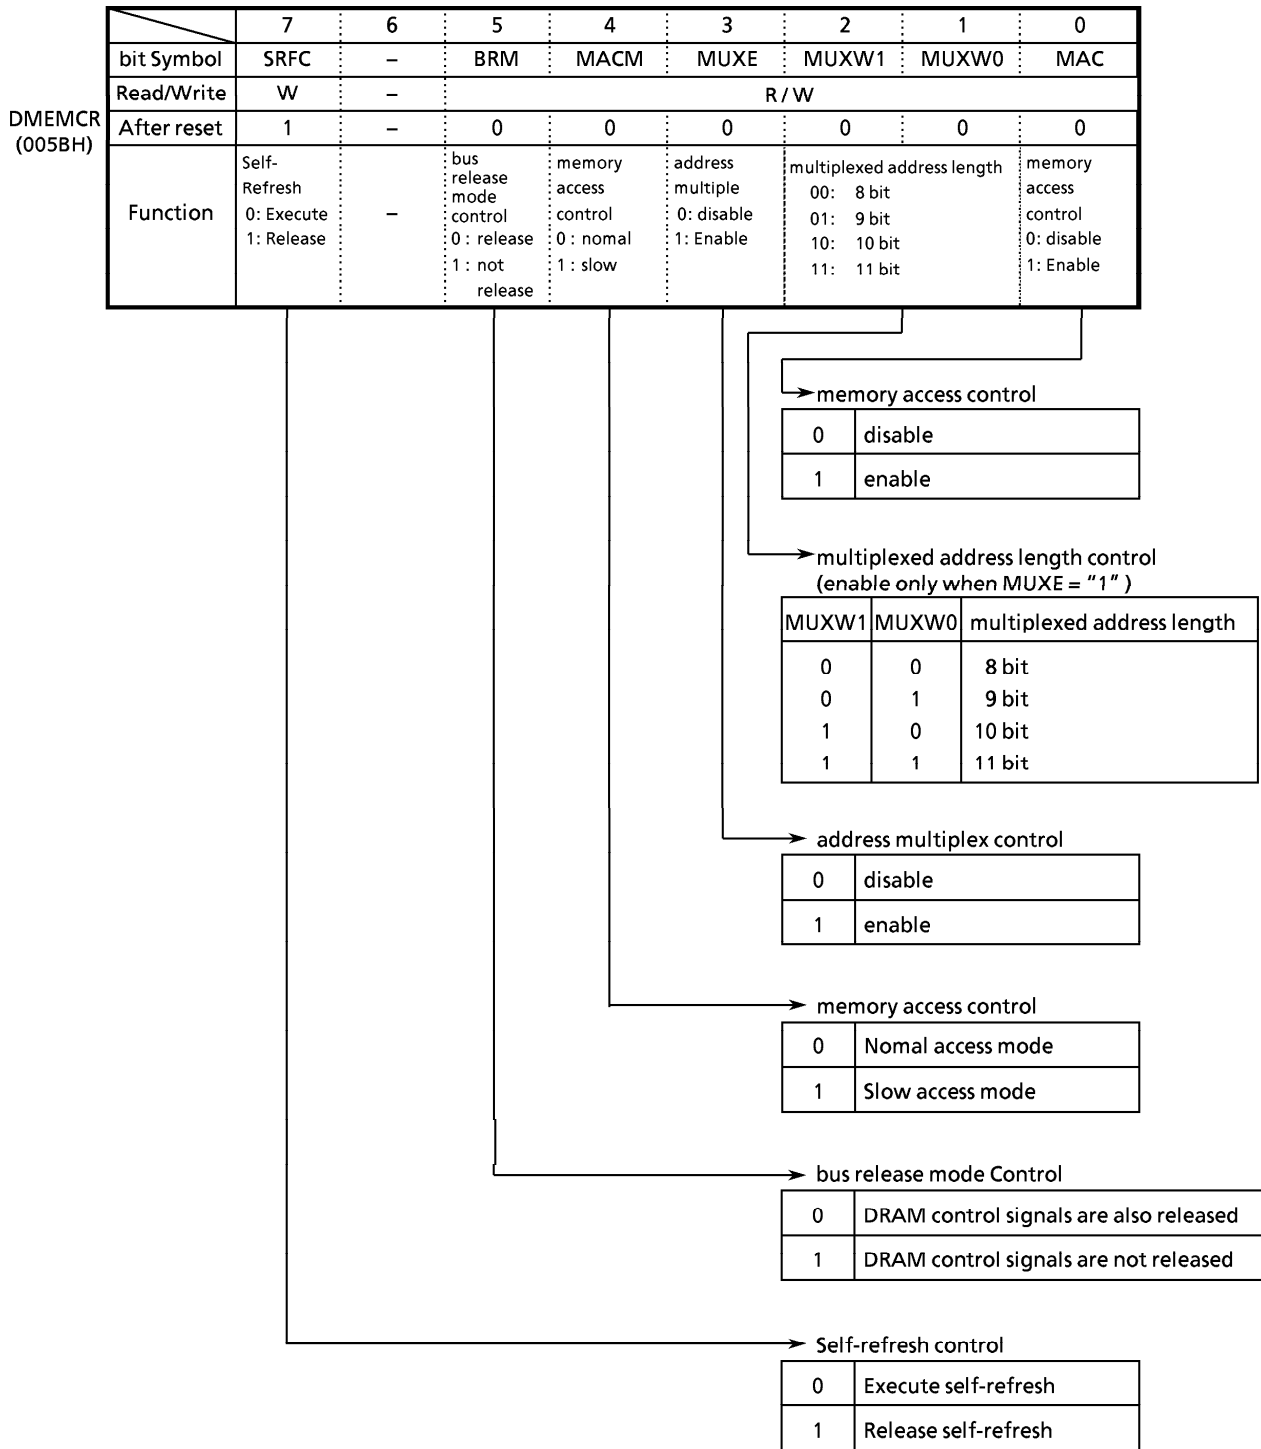 7 6 5 4 3 2 1 0
bit Symbol SRFC – BRM MACM MUXE MUXW1 MUXW0 MAC
Read/Write W – R / W
DMEMCR
(005BH)
After reset 1 – 0 0 0 0 0 0
Function
Self-
Refresh
0: Execute
1: Release
–
bus
release
mode
control
0 : release
1 : not
release
memory
access
control
0 : nomal
1 : slow
address
multiple
0: disable
1: Enable
multiplexed address length
00: 8 bit
01: 9 bit
10: 10 bit
11: 11 bit
memory
access
control
0: disable
1: Enable
memory access control
0 disable
1 enable
multiplexed address length control
(enable only when MUXE = "1" )
MUXW1 MUXW0 multiplexed address length
0 0 8 bit
0 1 9 bit
1 0 10 bit
1 1 11 bit
address multiplex control
0 disable
1 enable
memory access control
0 Nomal access mode
1 Slow access mode
bus release mode Control
0 DRAM control signals are also released
1 DRAM control signals are not released
Self-refresh control
0 Execute self-refresh
1 Release self-refresh